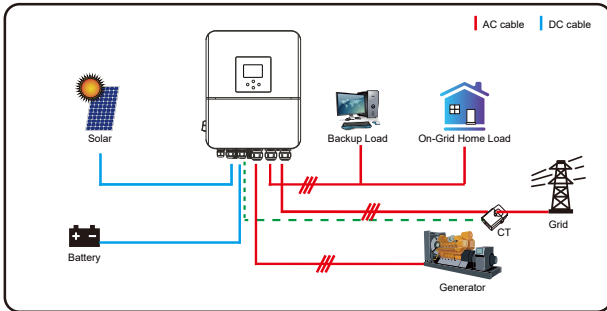 AC cable
DC cable
Solar
Backup Load
On-Grid Home Load
CT
Grid
Battery
Generator